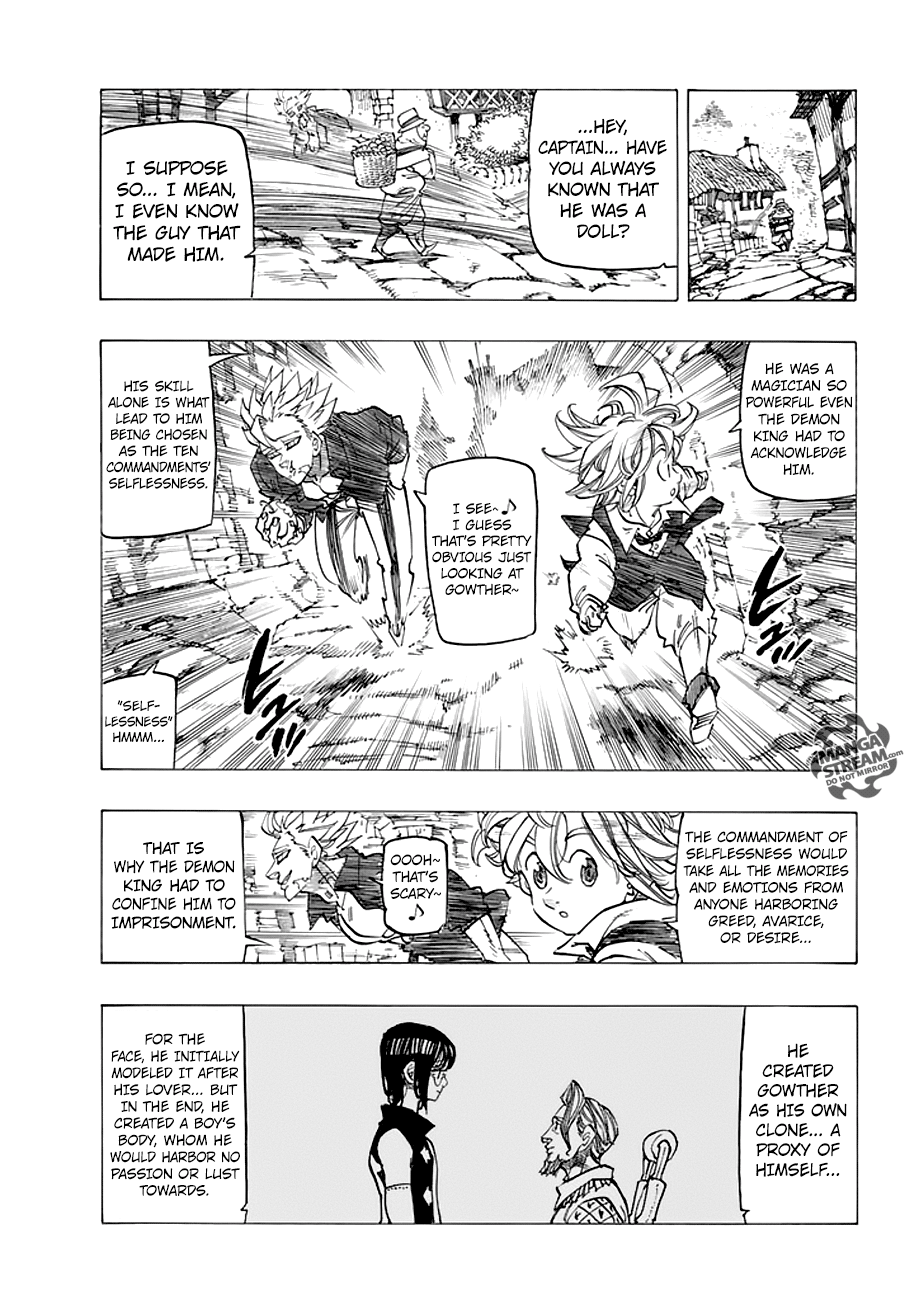 ...HEY,
CAPTAIN... HAVE
YOU ALWAYS
KNOWN THAT
HE WAS A
DOLL?
I SUPPOSE
SO... I MEAN,
I EVEN KNOW
THE GUY THAT
MADE HIM.
HE WAS A
MAGICIAN SO
POWERFUL EVEN
THE DEMON
KING HAD TO
ACKNOWLEDGE
HIM.
I SEE~♪
I GUESS
THAT'S PRETTY
OBVIOUS JUST
LOOKING AT
GOWTHER~
HIS SKILL
ALONE IS WHAT
LEAD TO HIM
BEING CHOSEN
AS THE TEN
COMMANDMENTS'
SELFLESSNESS.
ビュッ
ビュッ
"SELF-
LESSNESS"
HMMM...
MANGA
STREAM.com
DO NOT MIRROR
THE COMMANDMENT OF
SELFLESSNESS WOULD
TAKE ALL THE MEMORIES
AND EMOTIONS FROM
ANYONE HARBORING
GREED, AVARICE,
OR DESIRE...
OOOH~
THAT'S
SCARY~
♪
THAT IS
WHY THE DEMON
KING HAD TO
CONFINE HIM TO
IMPRISONMENT.
HE
CREATED
GOWTHER
AS HIS OWN
CLONE... A
PROXY OF
HIMSELF...
FOR THE
FACE, HE INITIALLY
MODELED IT AFTER
HIS LOVER... BUT
IN THE END, HE
CREATED A BOY'S
BODY, WHOM HE
WOULD HARBOR NO
PASSION OR LUST
TOWARDS.